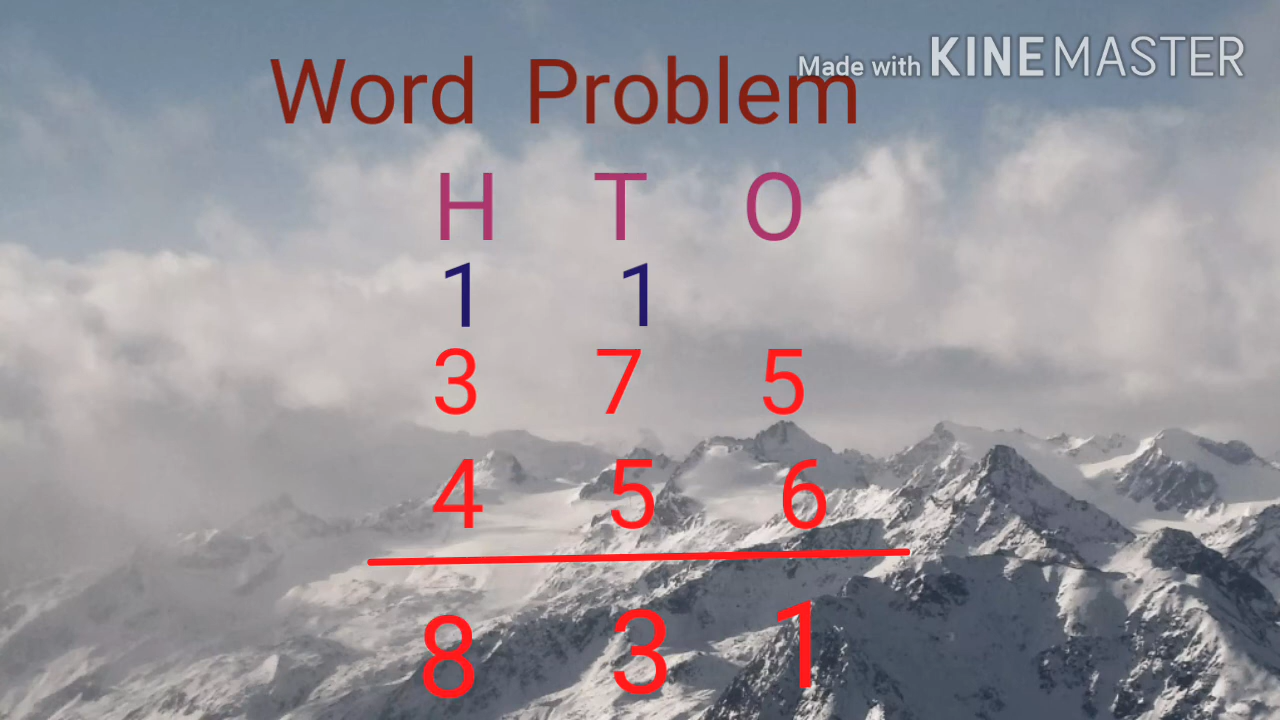 Made with KINEMASTER
Word Problem
H T O
1 1
3 7 5
4 5 6
8 3 1